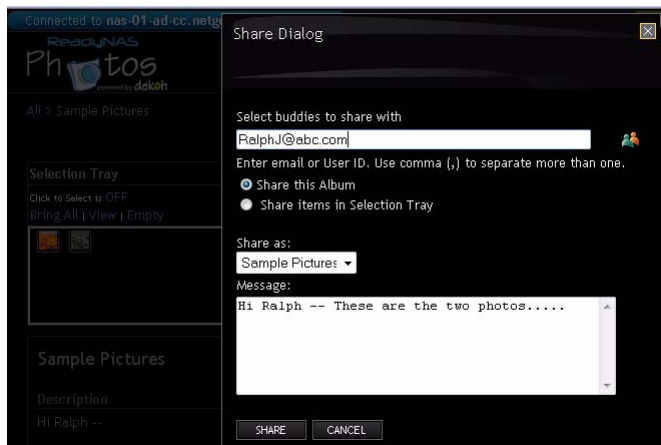 Connected to nas-01-ad-cc.netg
ReadyNAS
Photos
powered by dekoh
All > Sample Pictures
Selection Tray
Click to Select is OFF
Bring All | View | Empty
Sample Pictures
Description
Hi Ralph --
Share Dialog
Select buddies to share with
RalphJ@abc.com
Enter email or User ID. Use comma (,) to separate more than one.
Share this Album
Share items in Selection Tray
Share as:
Sample Pictures
Message:
Hi Ralph -- These are the two photos.....
SHARE CANCEL